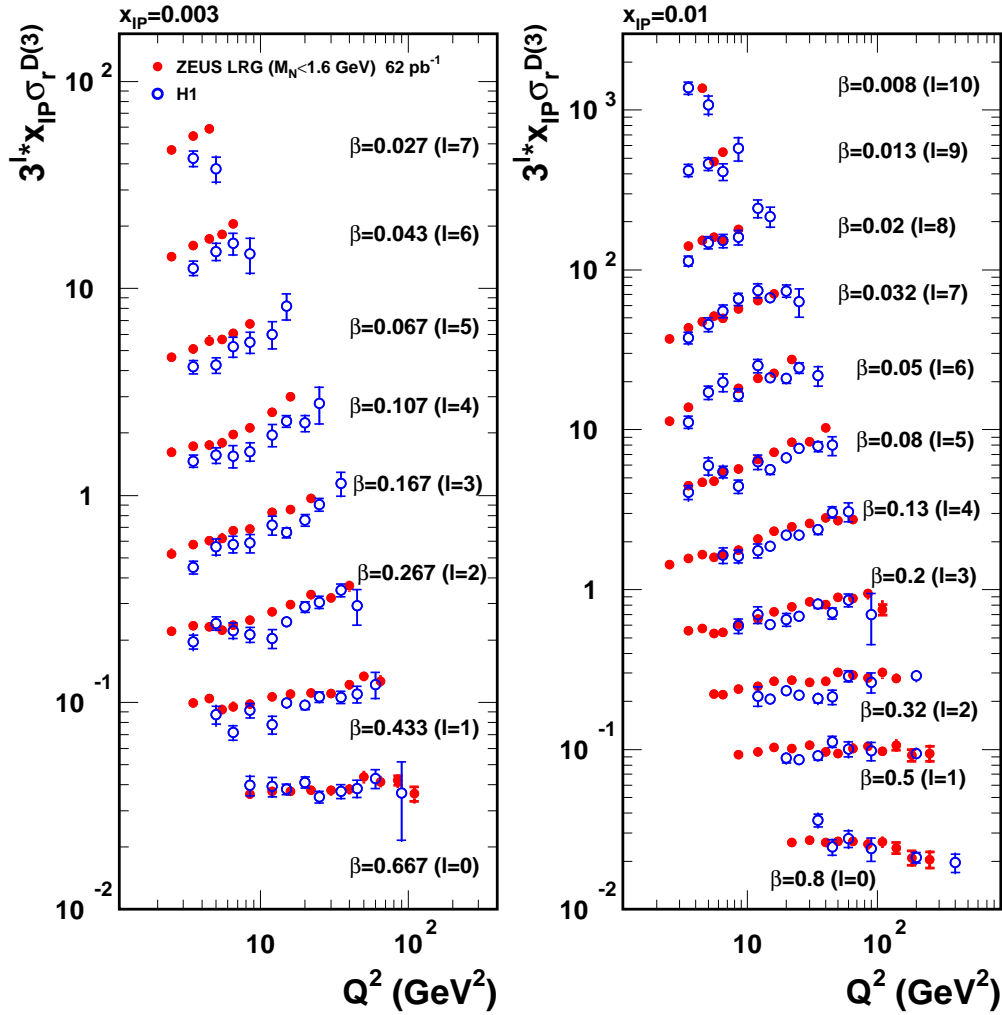 x_IP=0.003
3^l*x_IP σ_r^D(3)
10^2
10
1
10^-1
10^-2
ZEUS LRG (M_N<1.6 GeV) 62 pb^-1
H1
β=0.027 (l=7)
β=0.043 (l=6)
β=0.067 (l=5)
β=0.107 (l=4)
β=0.167 (l=3)
β=0.267 (l=2)
β=0.433 (l=1)
β=0.667 (l=0)
10
10^2
Q^2 (GeV^2)
x_IP=0.01
3^l*x_IP σ_r^D(3)
10^3
10^2
10
1
10^-1
10^-2
β=0.008 (l=10)
β=0.013 (l=9)
β=0.02 (l=8)
β=0.032 (l=7)
β=0.05 (l=6)
β=0.08 (l=5)
β=0.13 (l=4)
β=0.2 (l=3)
β=0.32 (l=2)
β=0.5 (l=1)
β=0.8 (l=0)
10
10^2
Q^2 (GeV^2)